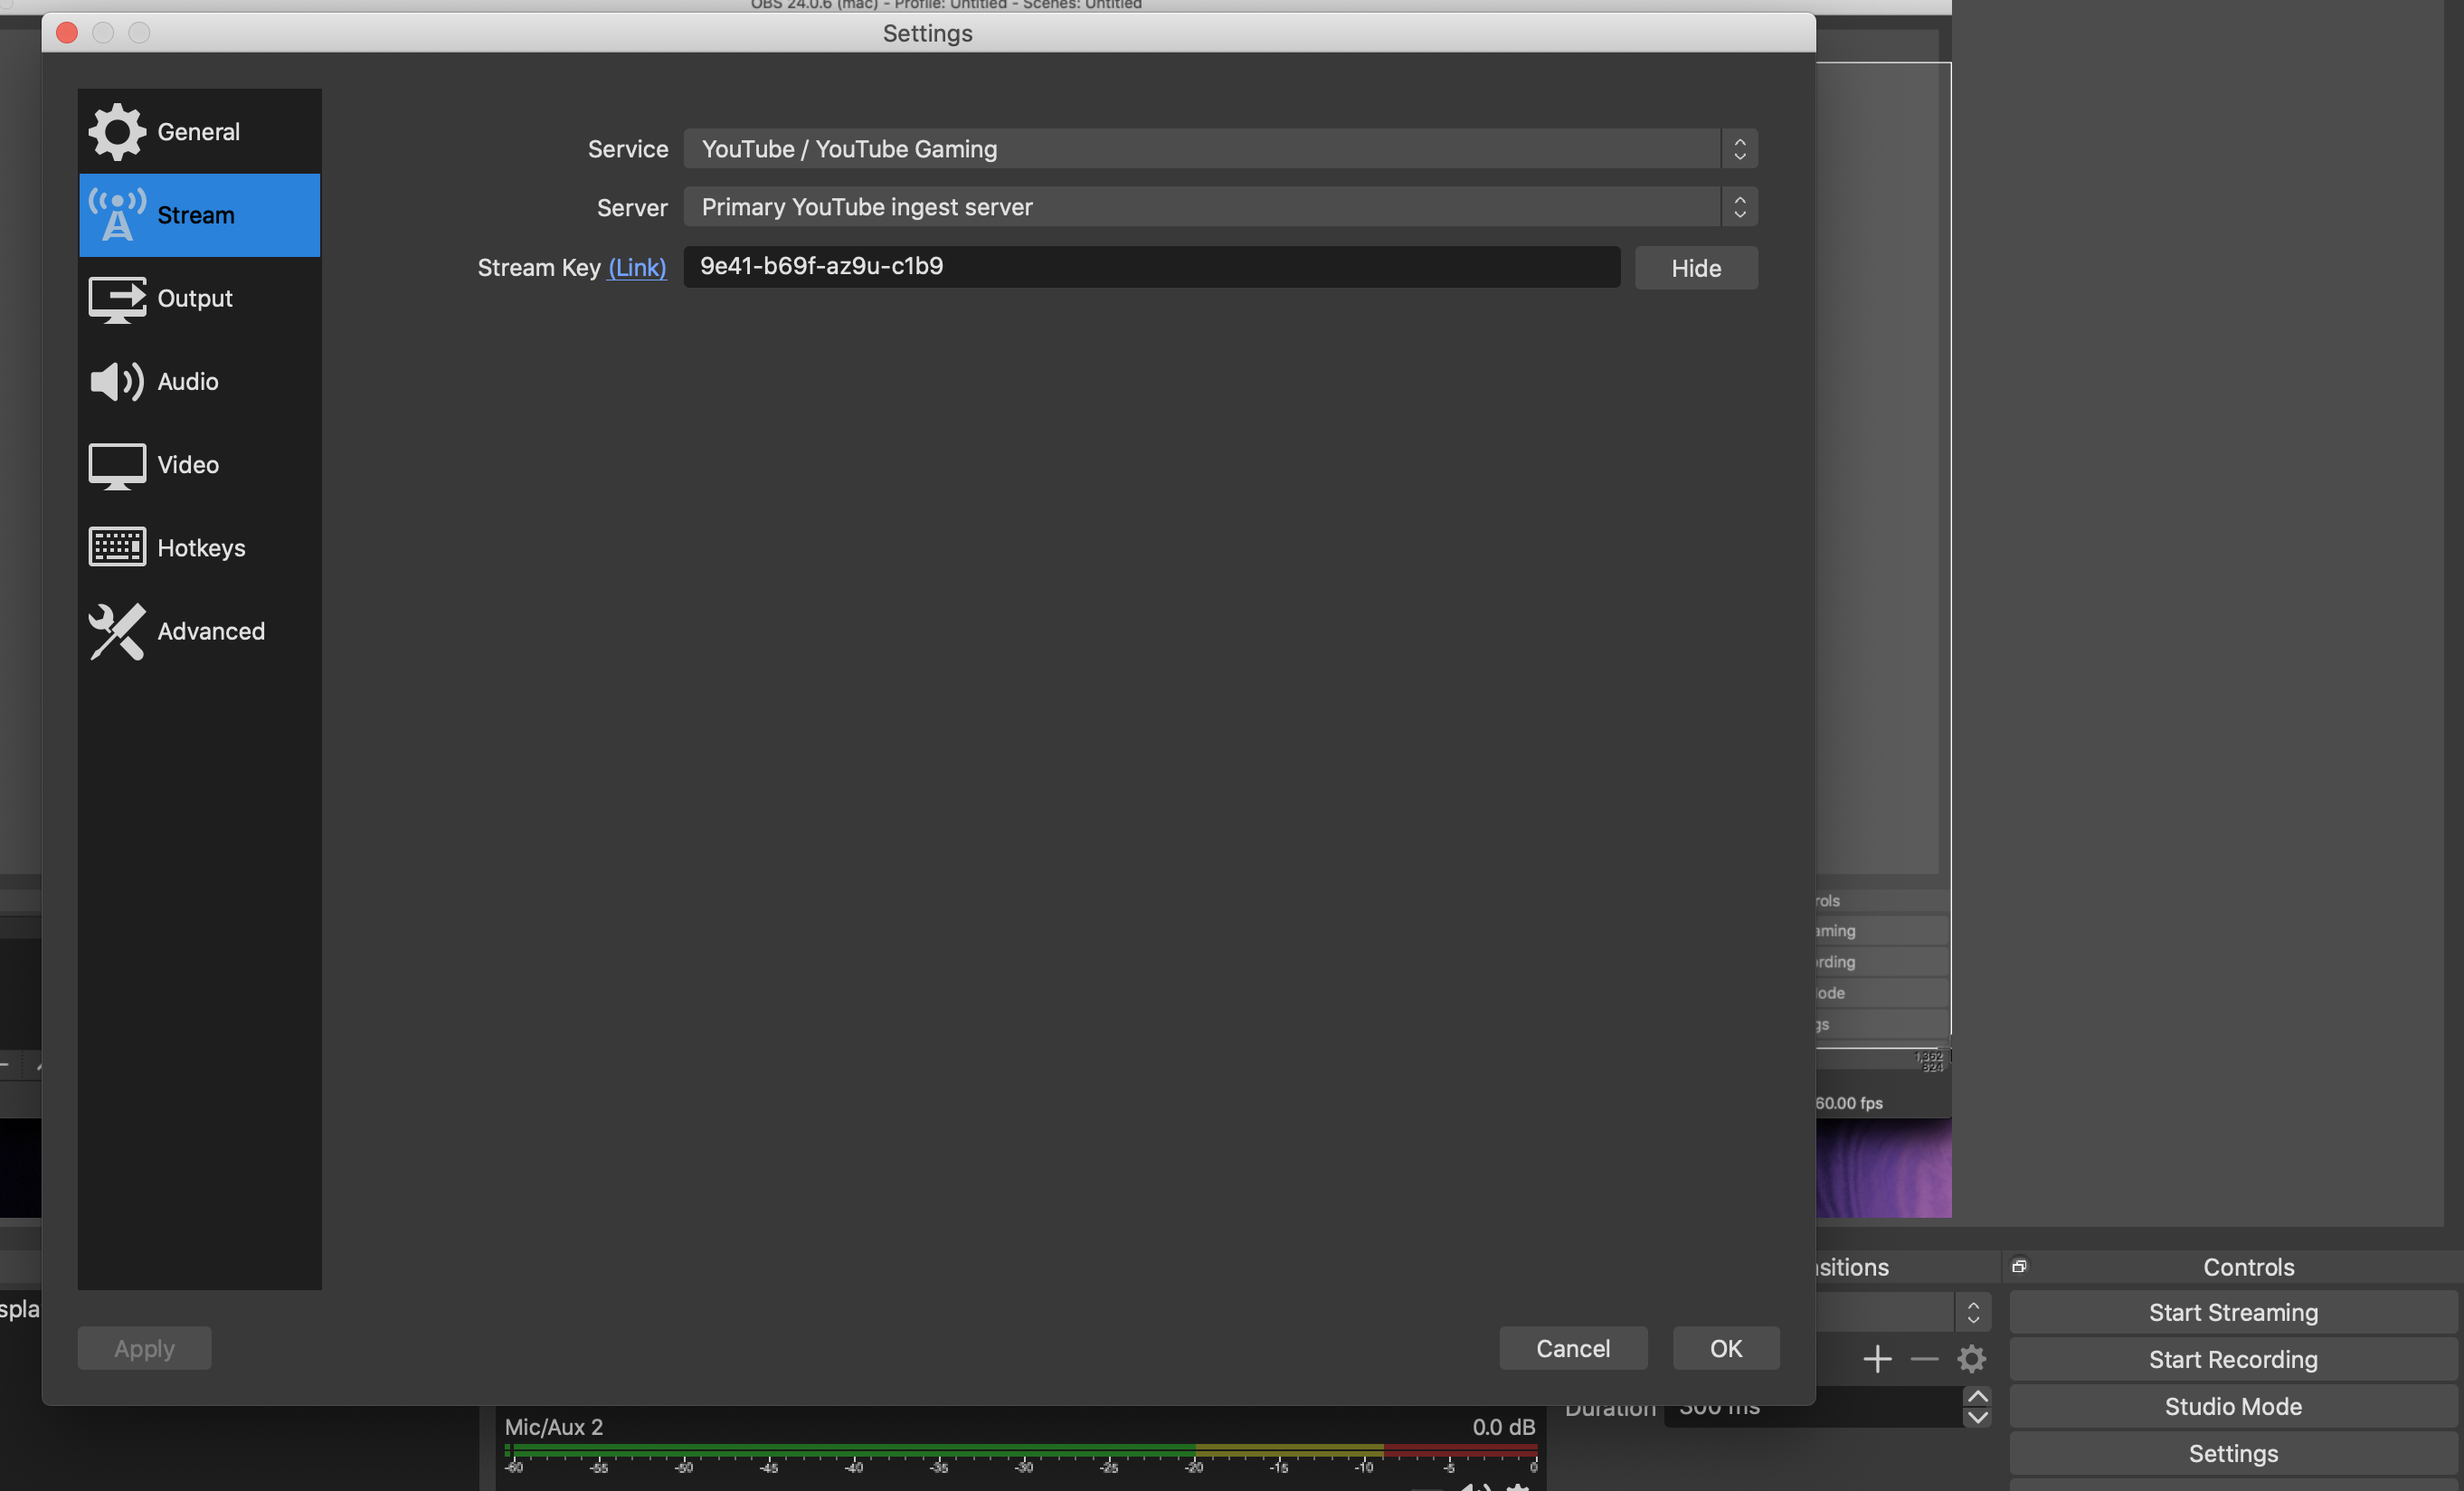 OBS 24.0.6 (mac) - Profile: Untitled - Scenes: Untitled
Settings
General
Stream
Output
Audio
Video
Hotkeys
Advanced
Service YouTube / YouTube Gaming
Server Primary YouTube ingest server
Stream Key (Link) 9e41-b69f-az9u-c1b9 Hide
Apply
Cancel OK
rols
aming
rding
ode
gs
1,362
824
60.00 fps
spla
sitions
Duration 300 ms
Controls
Start Streaming
Start Recording
Studio Mode
Settings
Mic/Aux 2 0.0 dB
-60 -55 -50 -45 -40 -35 -30 -25 -20 -15 -10 -5 0